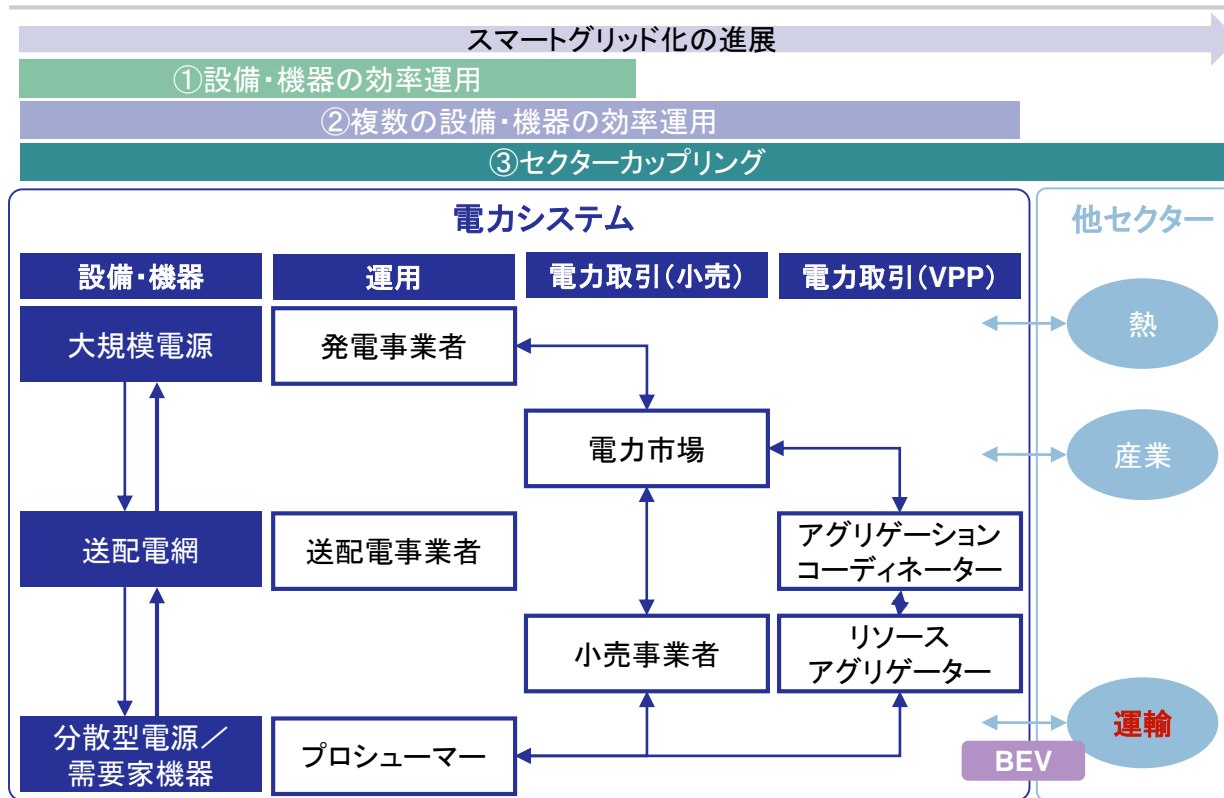 スマートグリッド化の進展
①設備・機器の効率運用
②複数の設備・機器の効率運用
③セクターカップリング
電力システム
他セクター
設備・機器
運用
電力取引(小売)
電力取引(VPP)
大規模電源
発電事業者
熱
電力市場
産業
送配電網
送配電事業者
アグリゲーション
コーディネーター
小売事業者
リソース
アグリゲーター
分散型電源／
需要家機器
プロシューマー
運輸
BEV